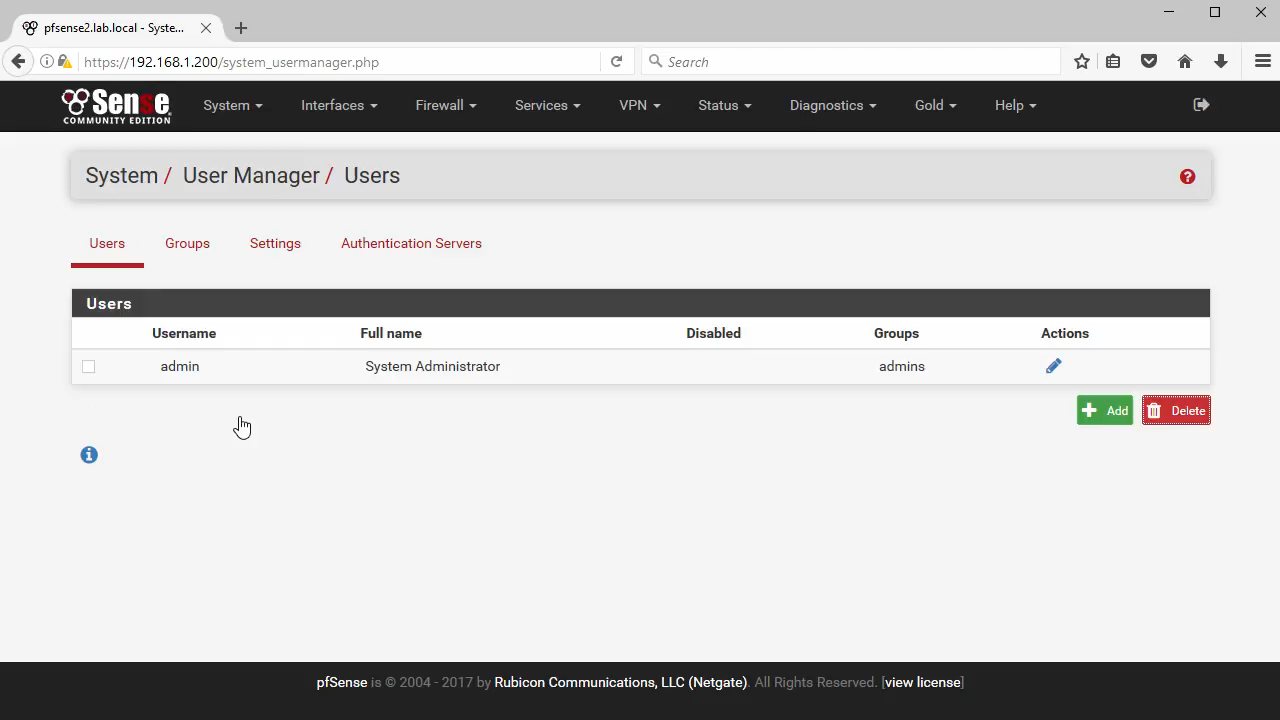 pfsense2.lab.local - Syste...
https://192.168.1.200/system_usermanager.php
Search
Sense
COMMUNITY EDITION
System Interfaces Firewall Services VPN Status Diagnostics Gold Help
System / User Manager / Users
Users Groups Settings Authentication Servers
Users
Username Full name Disabled Groups Actions
admin System Administrator admins
Add Delete
pfSense is © 2004 - 2017 by Rubicon Communications, LLC (Netgate). All Rights Reserved. [view license]